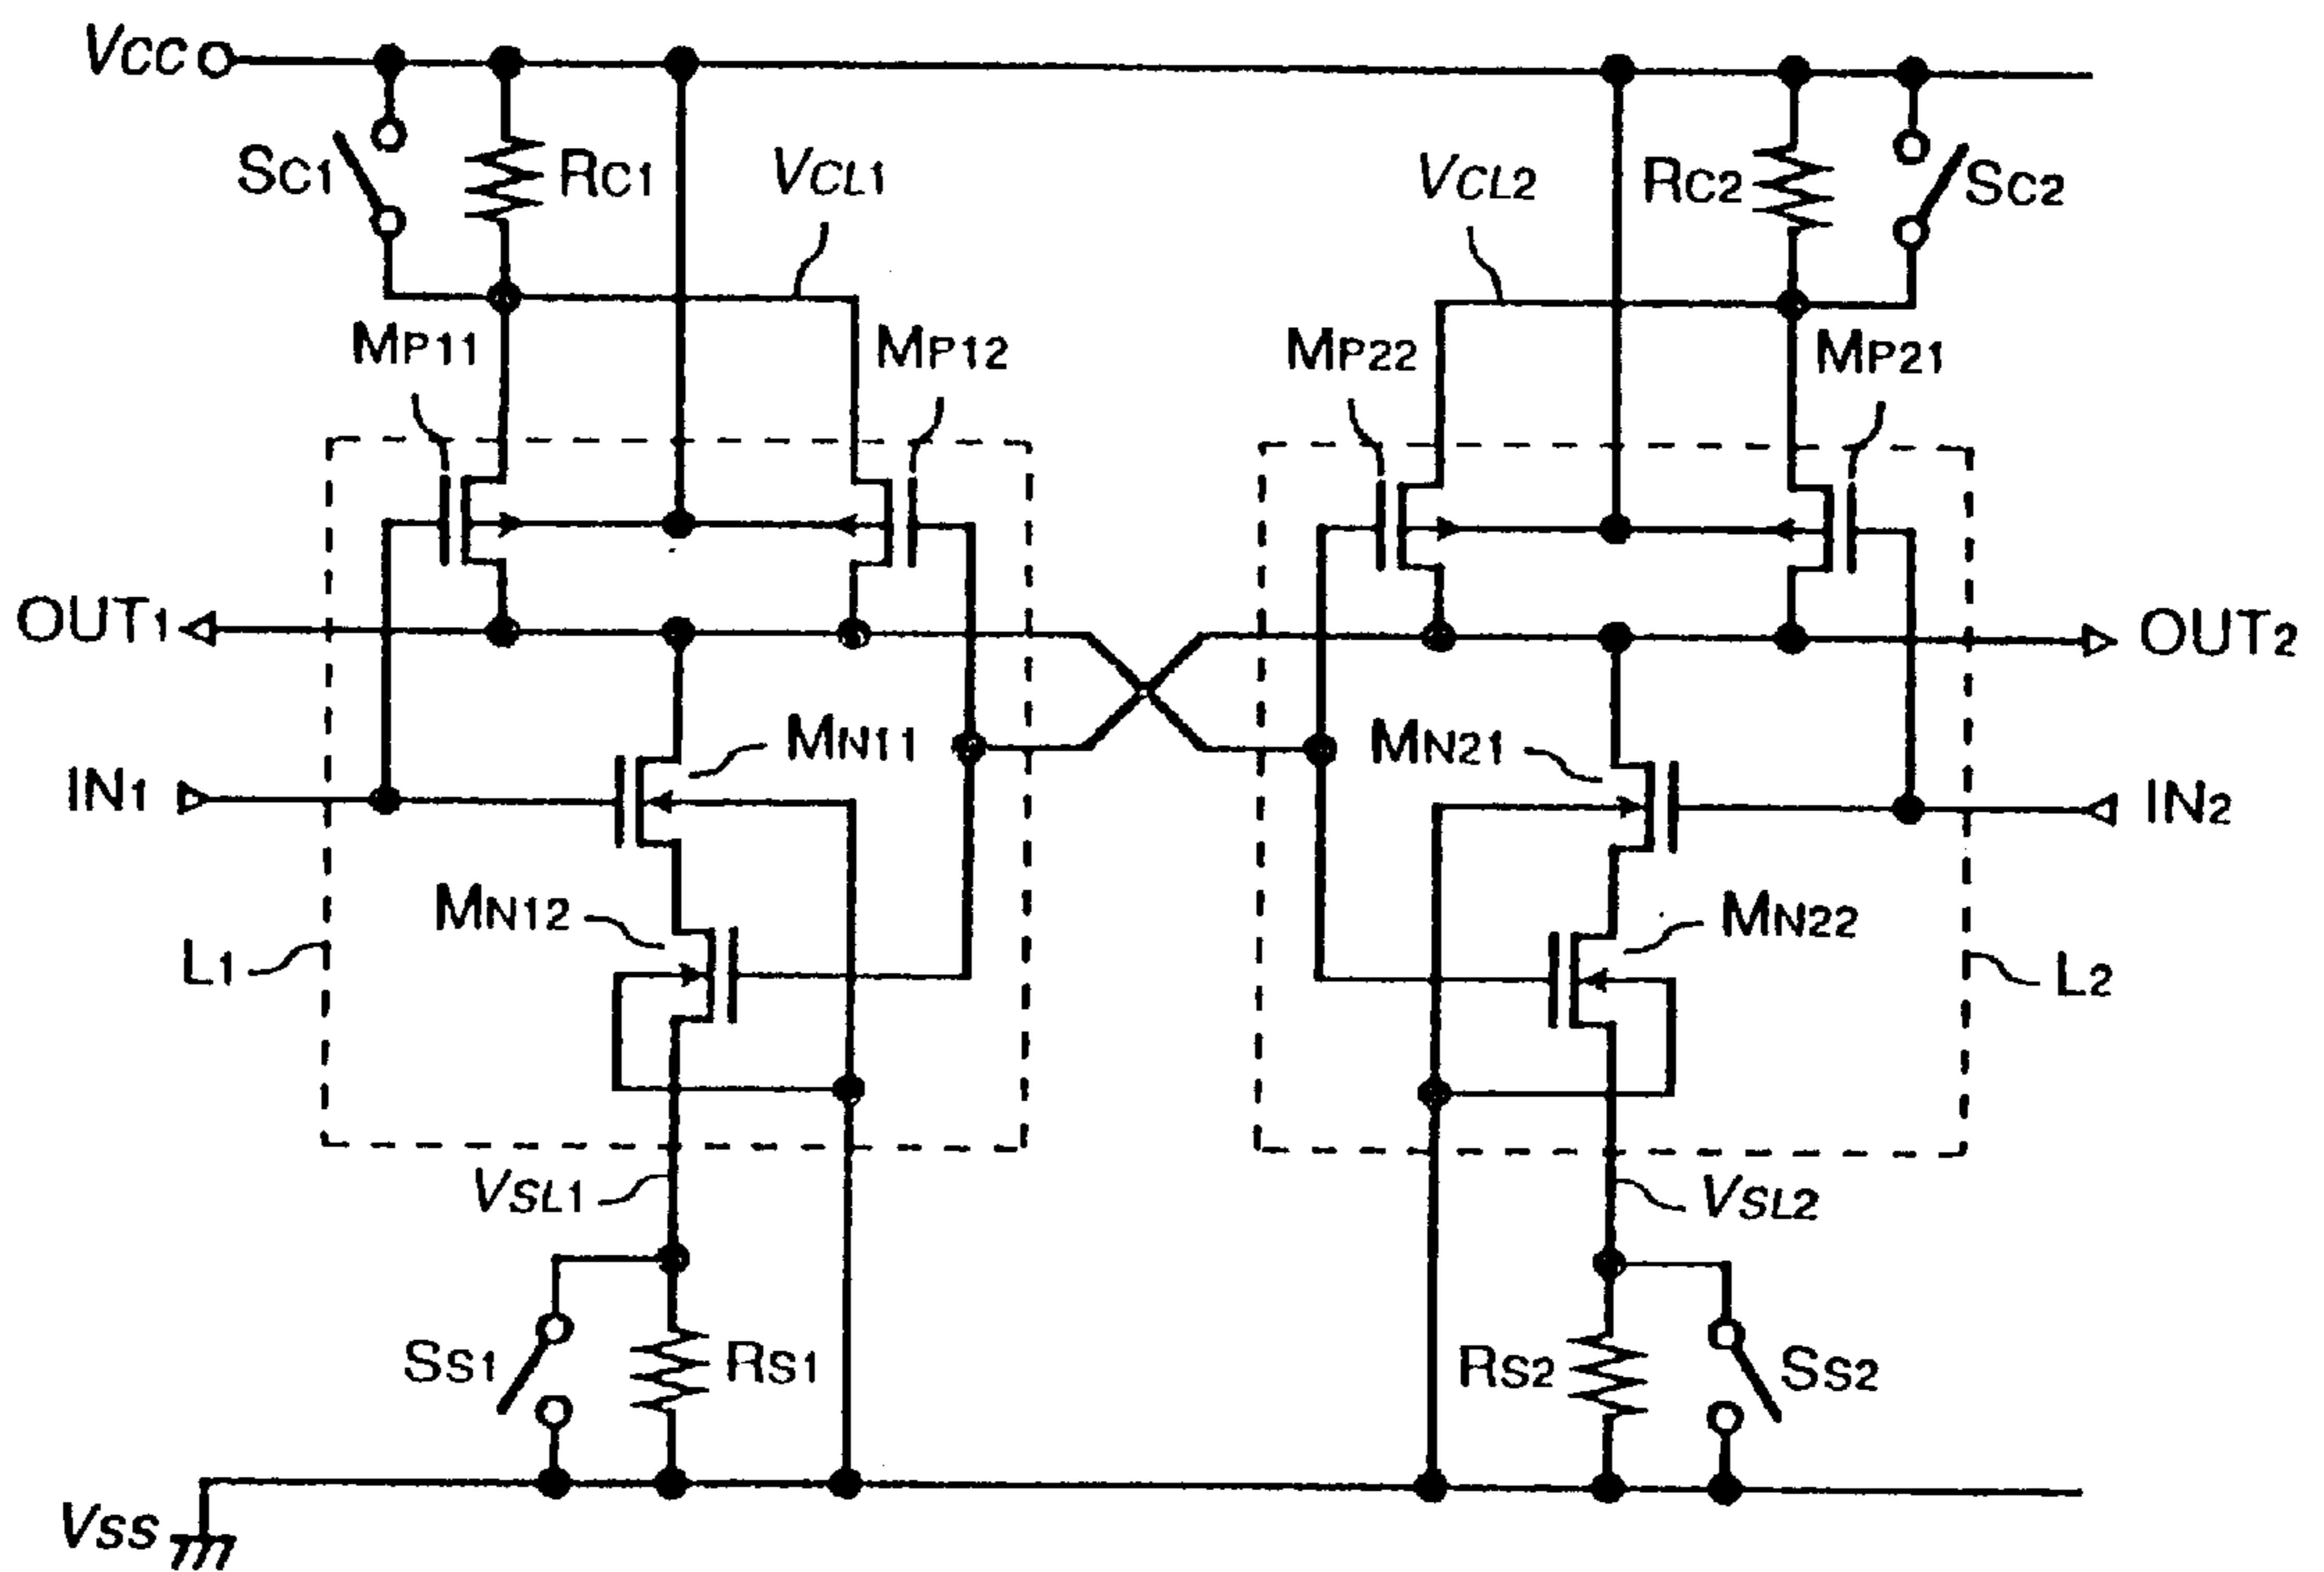 VCC
SC1
RC1
VCL1
VCL2
RC2
SC2
MP11
MP12
MP22
MP21
OUT1
OUT2
MN11
MN21
IN1
IN2
MN12
MN22
L1
L2
VSL1
VSL2
SS1
RS1
RS2
SS2
VSS